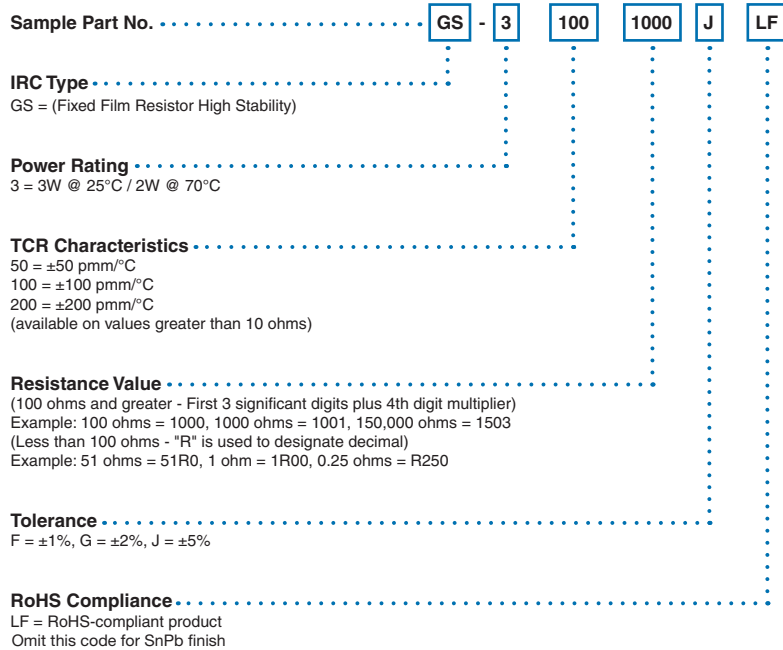 Sample Part No. GS - 3 100 1000 J LF
IRC Type
GS = (Fixed Film Resistor High Stability)
Power Rating
3 = 3W @ 25°C / 2W @ 70°C
TCR Characteristics
50 = ±50 pmm/°C
100 = ±100 pmm/°C
200 = ±200 pmm/°C
(available on values greater than 10 ohms)
Resistance Value
(100 ohms and greater - First 3 significant digits plus 4th digit multiplier)
Example: 100 ohms = 1000, 1000 ohms = 1001, 150,000 ohms = 1503
(Less than 100 ohms - "R" is used to designate decimal)
Example: 51 ohms = 51R0, 1 ohm = 1R00, 0.25 ohms = R250
Tolerance
F = ±1%, G = ±2%, J = ±5%
RoHS Compliance
LF = RoHS-compliant product
Omit this code for SnPb finish